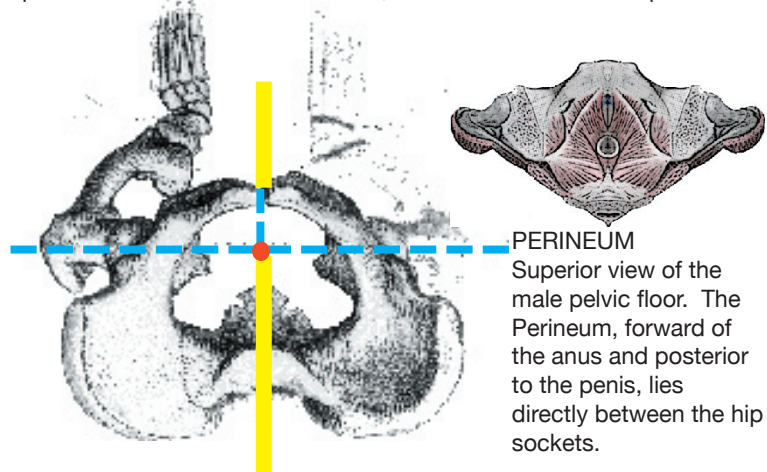 PERINEUM
Superior view of the
male pelvic floor.  The
Perineum, forward of
the anus and posterior
to the penis, lies
directly between the hip
sockets.